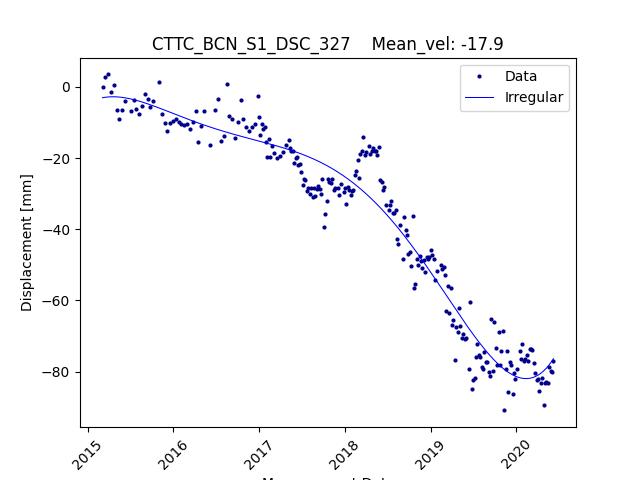 CTTC_BCN_S1_DSC_327 Mean_vel: -17.9
Data
Irregular
Displacement [mm]
0
−20
−40
−60
−80
2015
2016
2017
2018
2019
2020